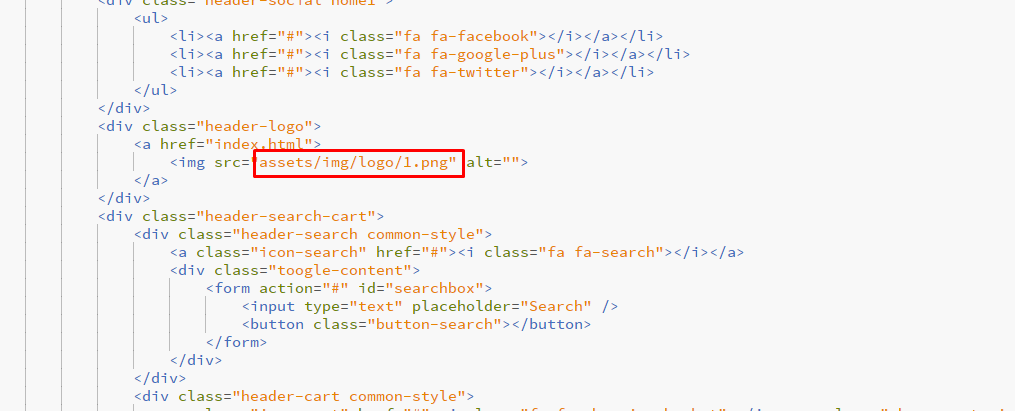 <div class="header-social home1">
<ul>
<li><a href="#"><i class="fa fa-facebook"></i></a></li>
<li><a href="#"><i class="fa fa-google-plus"></i></a></li>
<li><a href="#"><i class="fa fa-twitter"></i></a></li>
</ul>
</div>
<div class="header-logo">
<a href="index.html">
<img src="assets/img/logo/1.png" alt="">
</a>
</div>
<div class="header-search-cart">
<div class="header-search common-style">
<a class="icon-search" href="#"><i class="fa fa-search"></i></a>
<div class="toogle-content">
<form action="#" id="searchbox">
<input type="text" placeholder="Search" />
<button class="button-search"></button>
</form>
</div>
</div>
<div class="header-cart common-style">